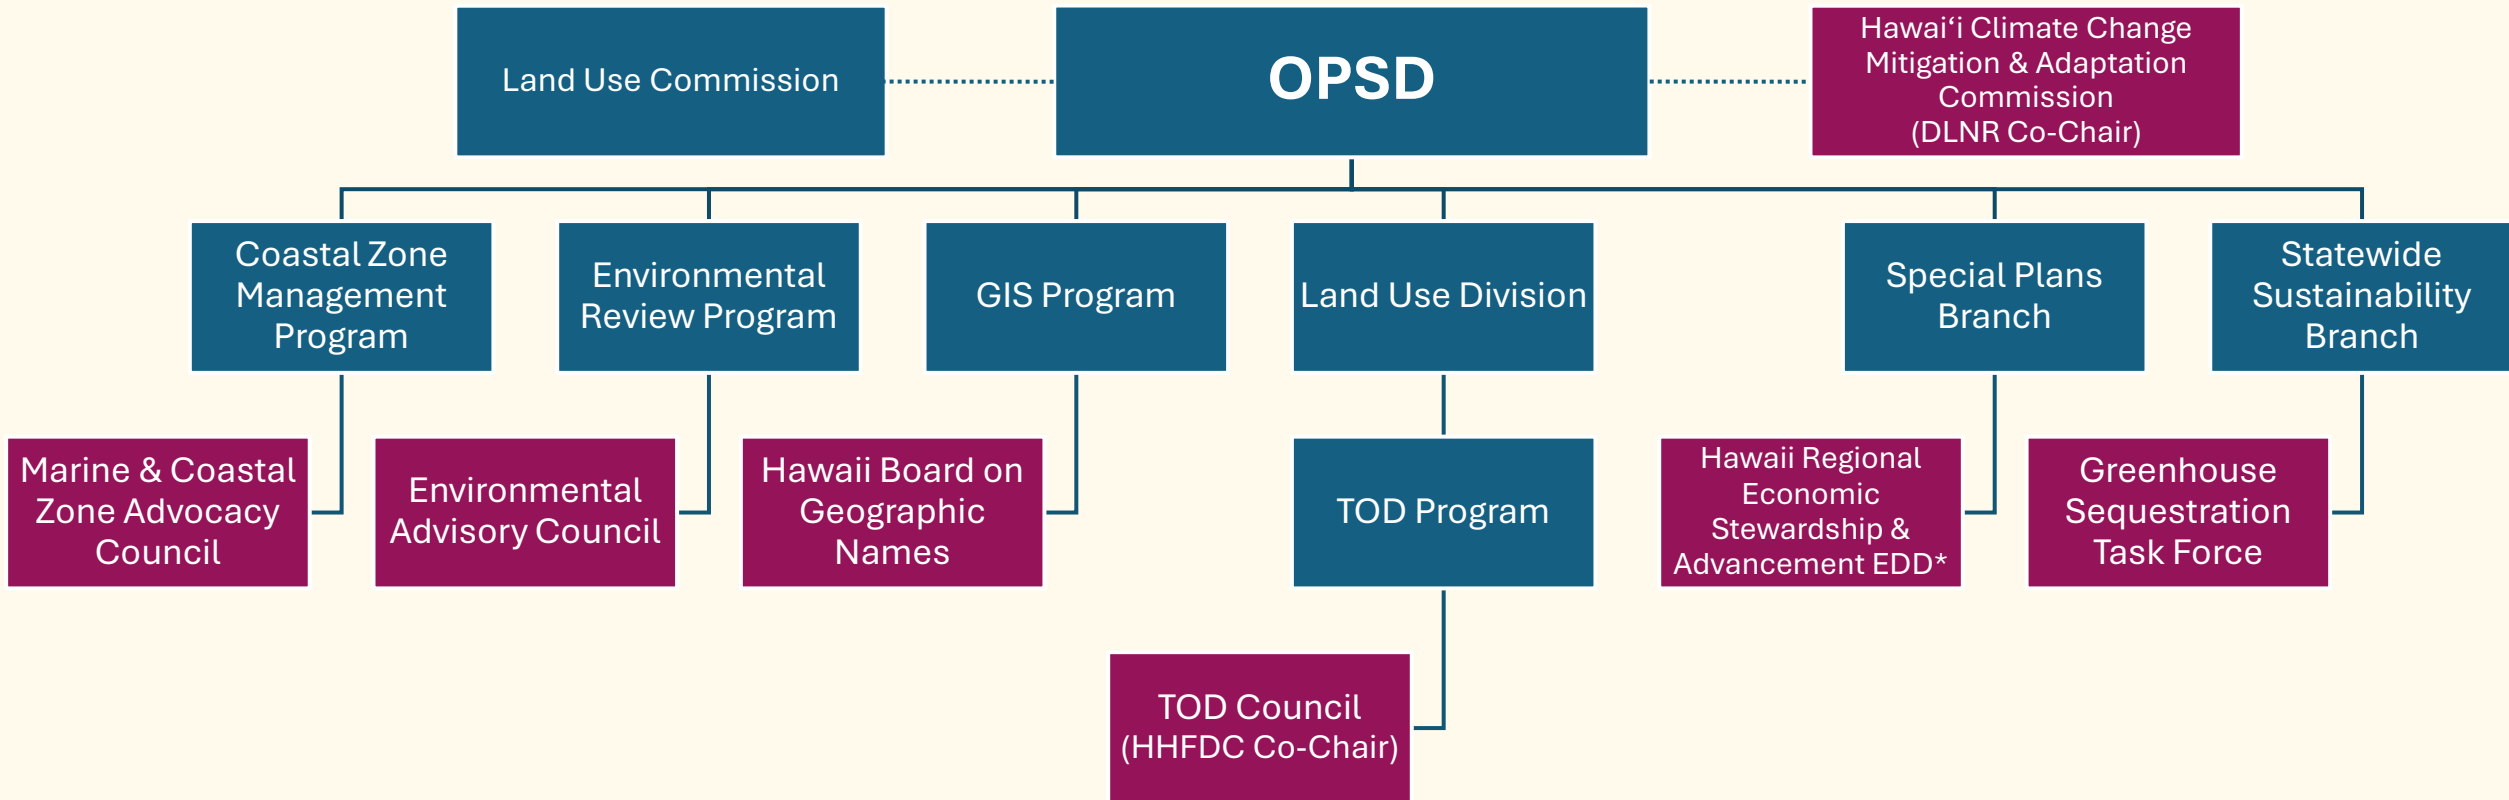 Land Use Commission
OPSD
Hawai‘i Climate Change
Mitigation & Adaptation
Commission
(DLNR Co-Chair)
Coastal Zone
Management
Program
Environmental
Review Program
GIS Program
Land Use Division
Special Plans
Branch
Statewide
Sustainability
Branch
Marine & Coastal
Zone Advocacy
Council
Environmental
Advisory Council
Hawaii Board on
Geographic
Names
TOD Program
Hawaii Regional
Economic
Stewardship &
Advancement EDD*
Greenhouse
Sequestration
Task Force
TOD Council
(HHFDC Co-Chair)